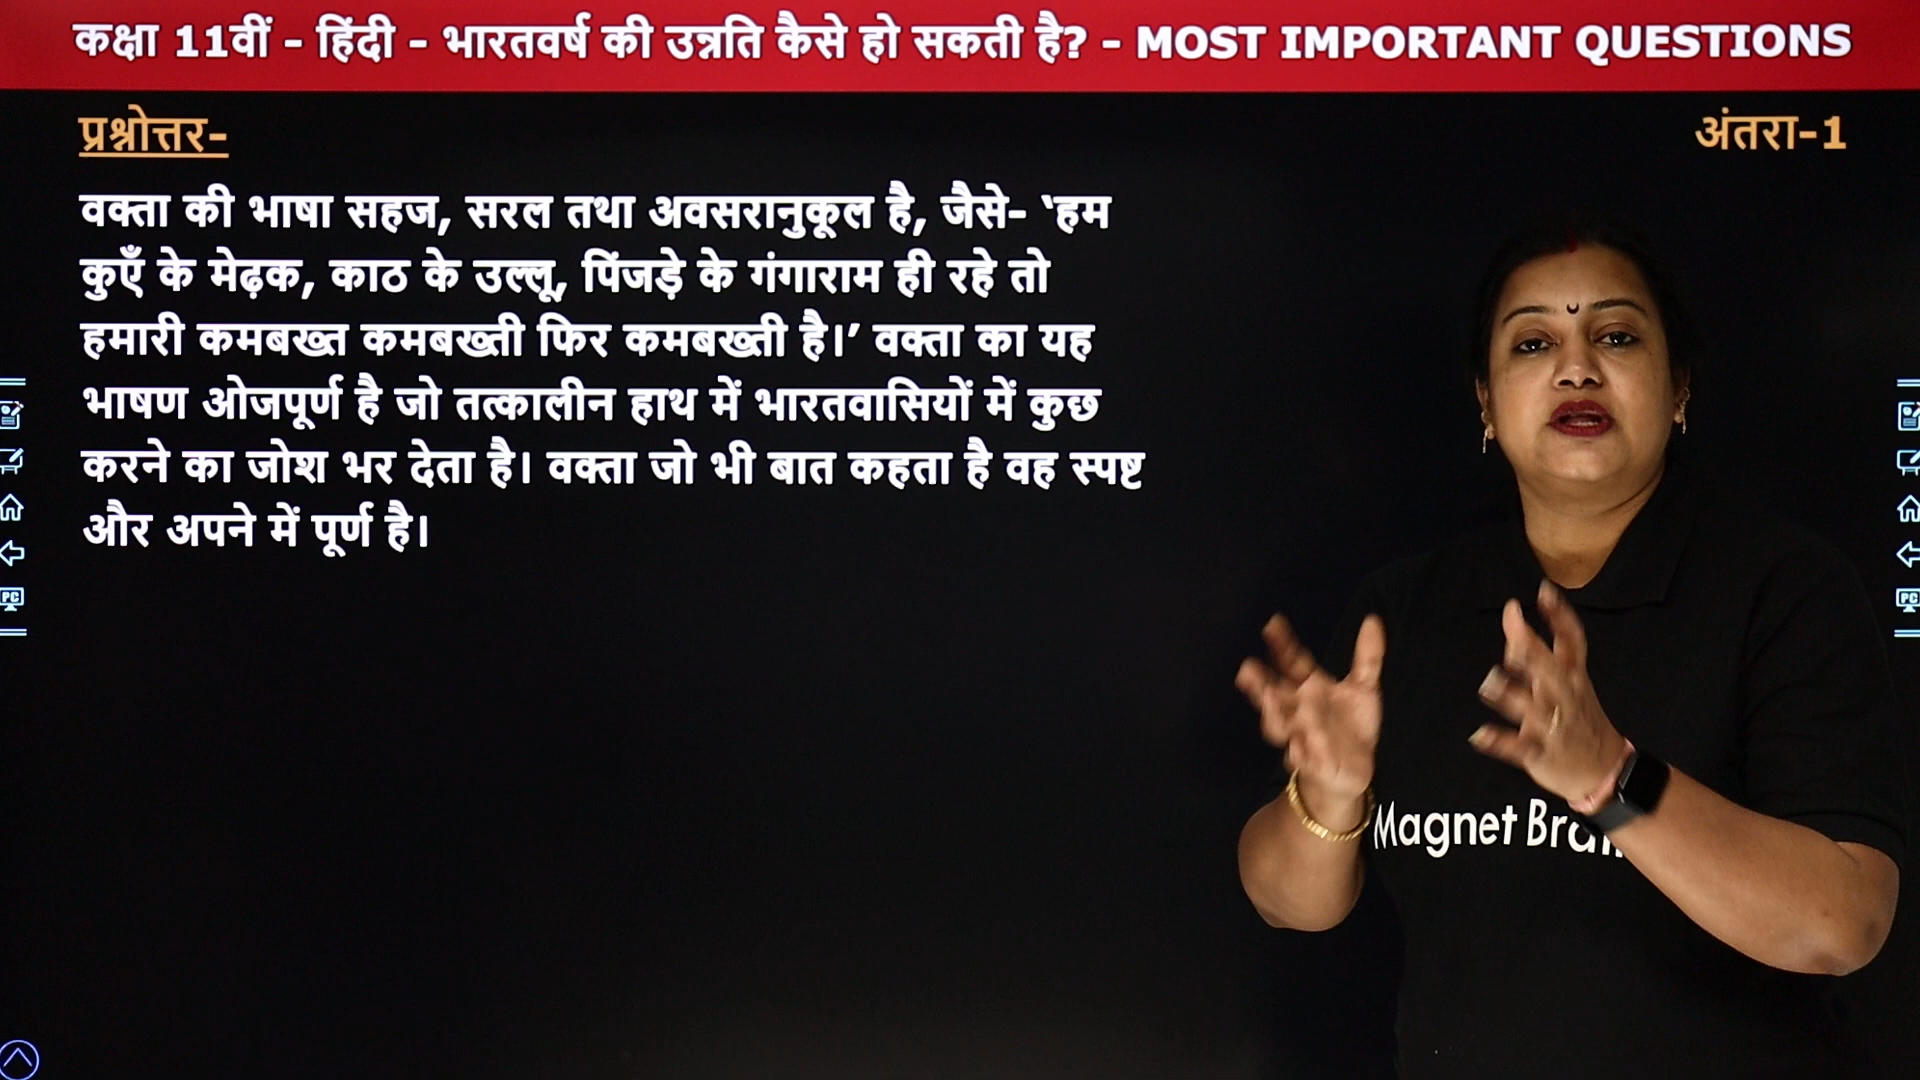 कक्षा 11वीं - हिंदी - भारतवर्ष की उन्नति कैसे हो सकती है? - MOST IMPORTANT QUESTIONS
प्रश्नोत्तर-
अंतरा-1
वक्ता की भाषा सहज, सरल तथा अवसरानुकूल है, जैसे- ‘हम
कुएँ के मेढ़क, काठ के उल्लू, पिंजड़े के गंगाराम ही रहे तो
हमारी कमबख्त कमबख्ती फिर कमबख्ती है।’ वक्ता का यह
भाषण ओजपूर्ण है जो तत्कालीन हाथ में भारतवासियों में कुछ
करने का जोश भर देता है। वक्ता जो भी बात कहता है वह स्पष्ट
और अपने में पूर्ण है।
PC
PC
Magnet